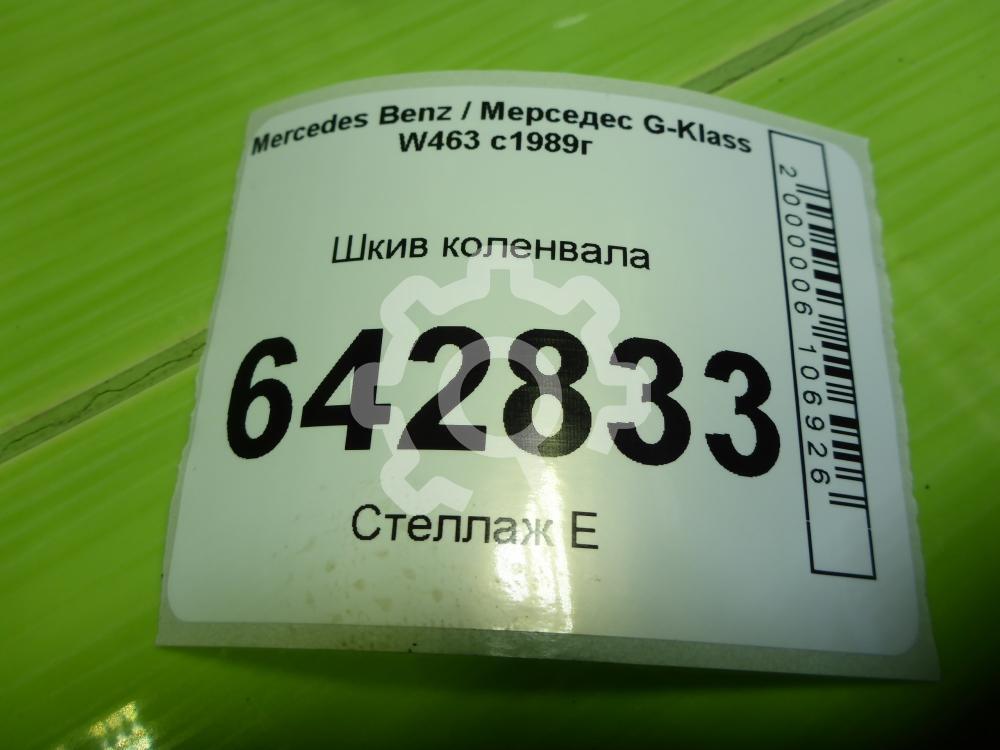 Mercedes Benz / Мерседес G-Klass
W463 с1989г
Шкив коленвала
642833
Стеллаж Е
2000006106926